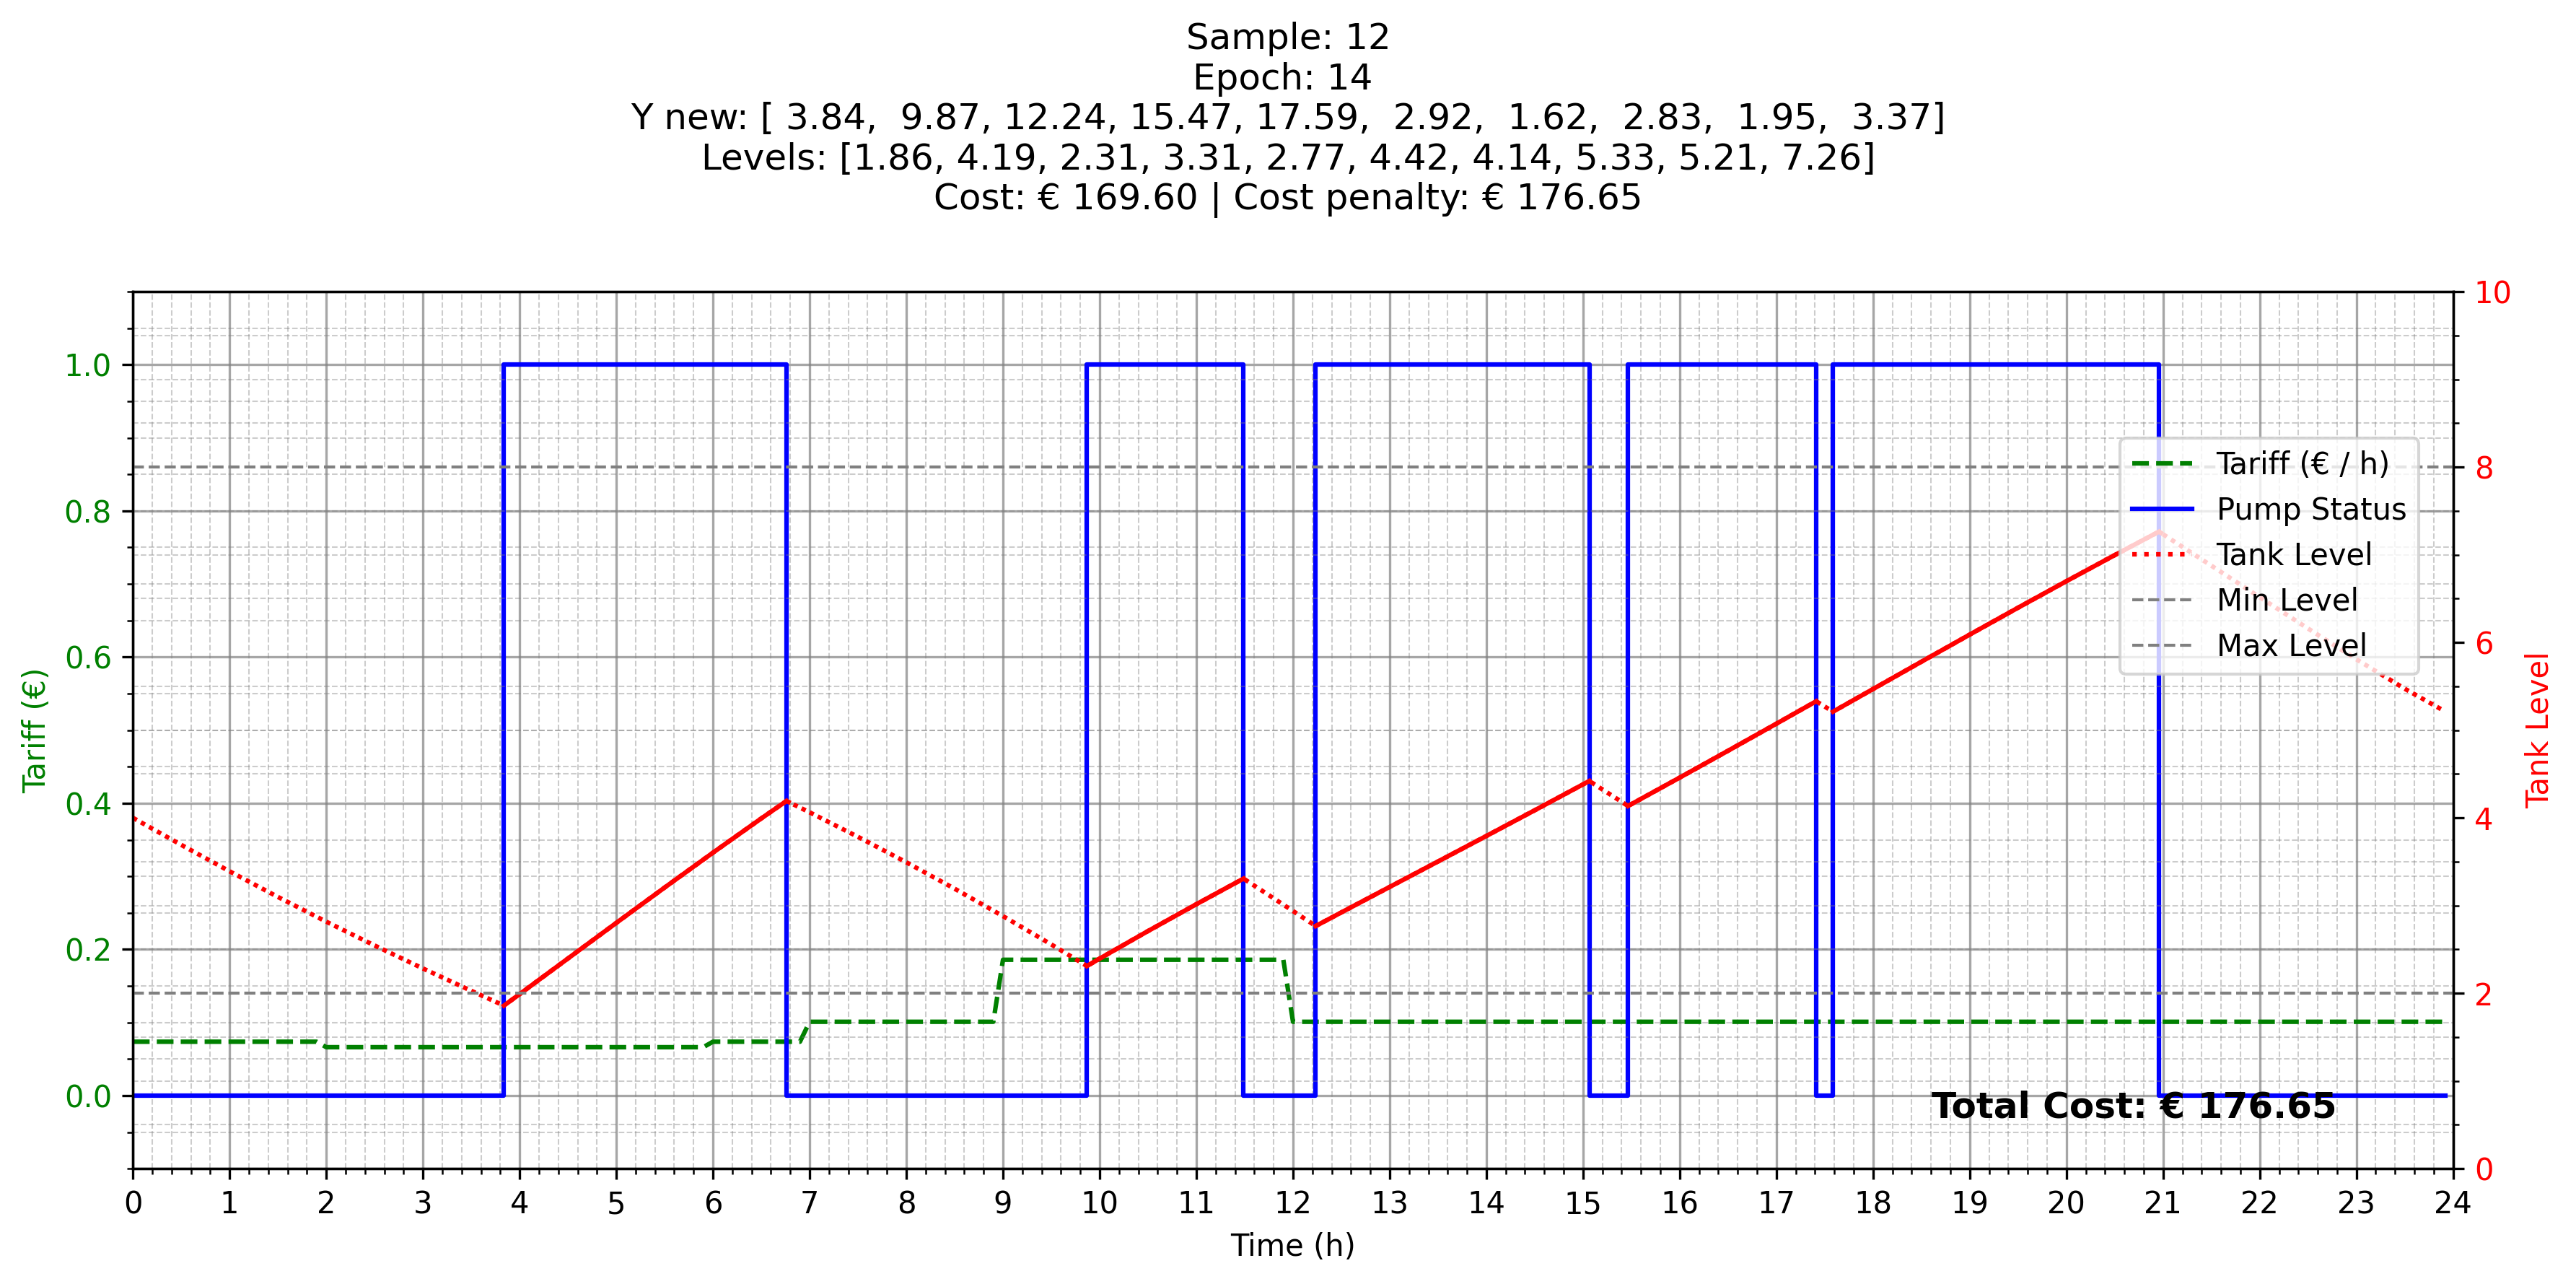 Sample: 12
Epoch: 14
Y new: [ 3.84,  9.87, 12.24, 15.47, 17.59,  2.92,  1.62,  2.83,  1.95,  3.37]
Levels: [1.86, 4.19, 2.31, 3.31, 2.77, 4.42, 4.14, 5.33, 5.21, 7.26]
Cost: € 169.60 | Cost penalty: € 176.65
1.0
0.8
0.6
0.4
0.2
0.0
Tariff (€)
10
8
6
4
2
0
Tank Level
Tariff (€ / h)
Pump Status
Tank Level
Min Level
Max Level
Total Cost: € 176.65
0 1 2 3 4 5 6 7 8 9 10 11 12 13 14 15 16 17 18 19 20 21 22 23 24
Time (h)